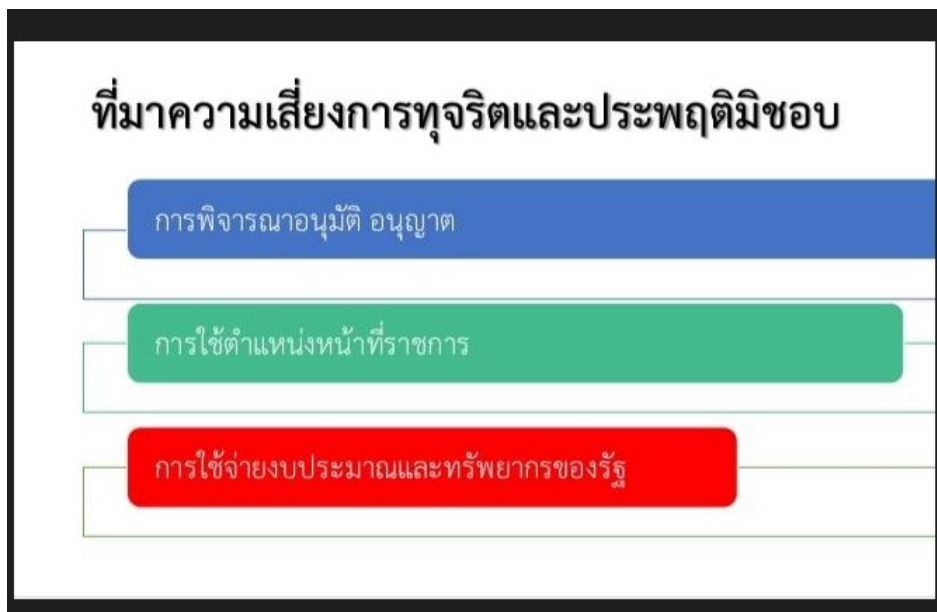 ที่มาความเสี่ยงการทุจริตและประพฤติมิชอบ
การพิจารณาอนุมัติ อนุญาต
การใช้ตำแหน่งหน้าที่ราชการ
การใช้จ่ายงบประมาณและทรัพยากรของรัฐ